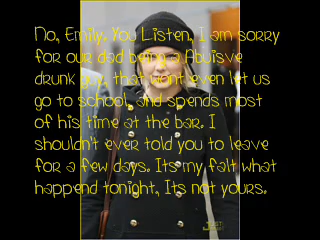 No, Emily. You Listen, I am sorry
for our dad being a Abuisve
drunk guy. that wont even let us
go to school, and spends most
of his time at the bar. I
shouldn't ever told you to leave
for a few days. Its my falt what
happend tonight, Its not yours.